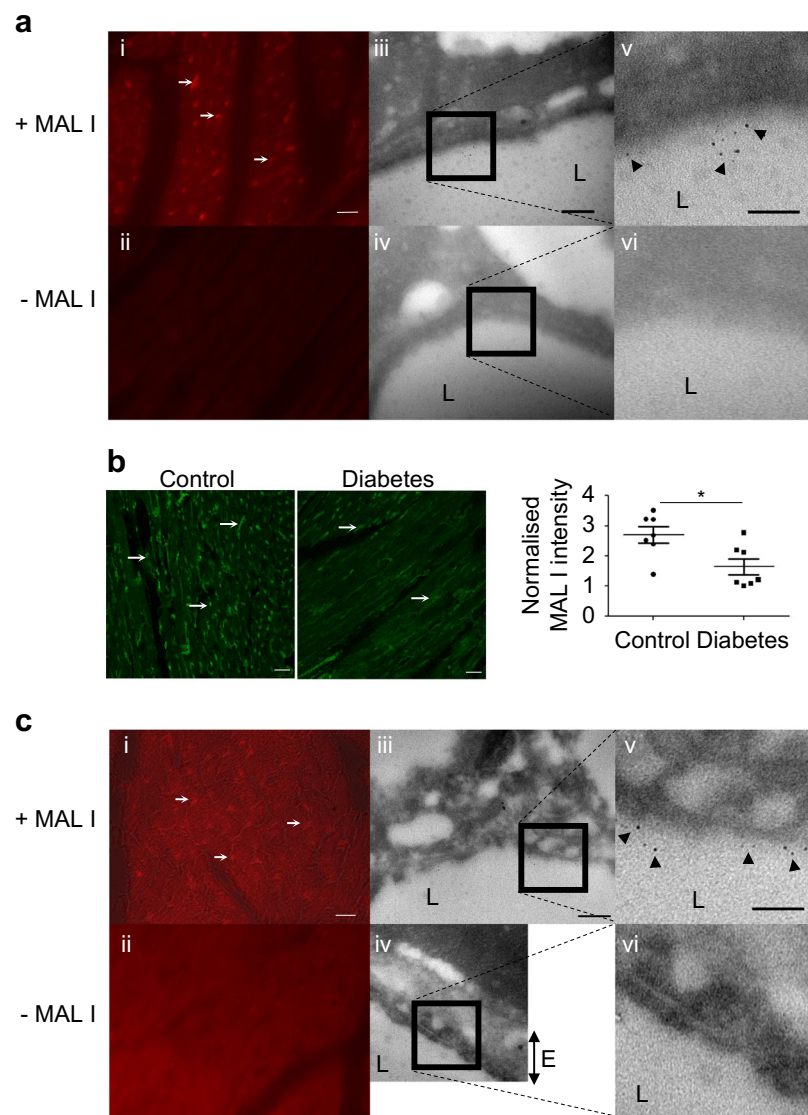 a
i
iii
v
+ MAL I
L
L
ii
iv
vi
- MAL I
L
L
b
Control
Diabetes
Normalised
MAL I intensity
4
3
2
1
0
*
Control Diabetes
c
i
iii
v
+ MAL I
L
L
ii
iv
vi
- MAL I
L
E
L